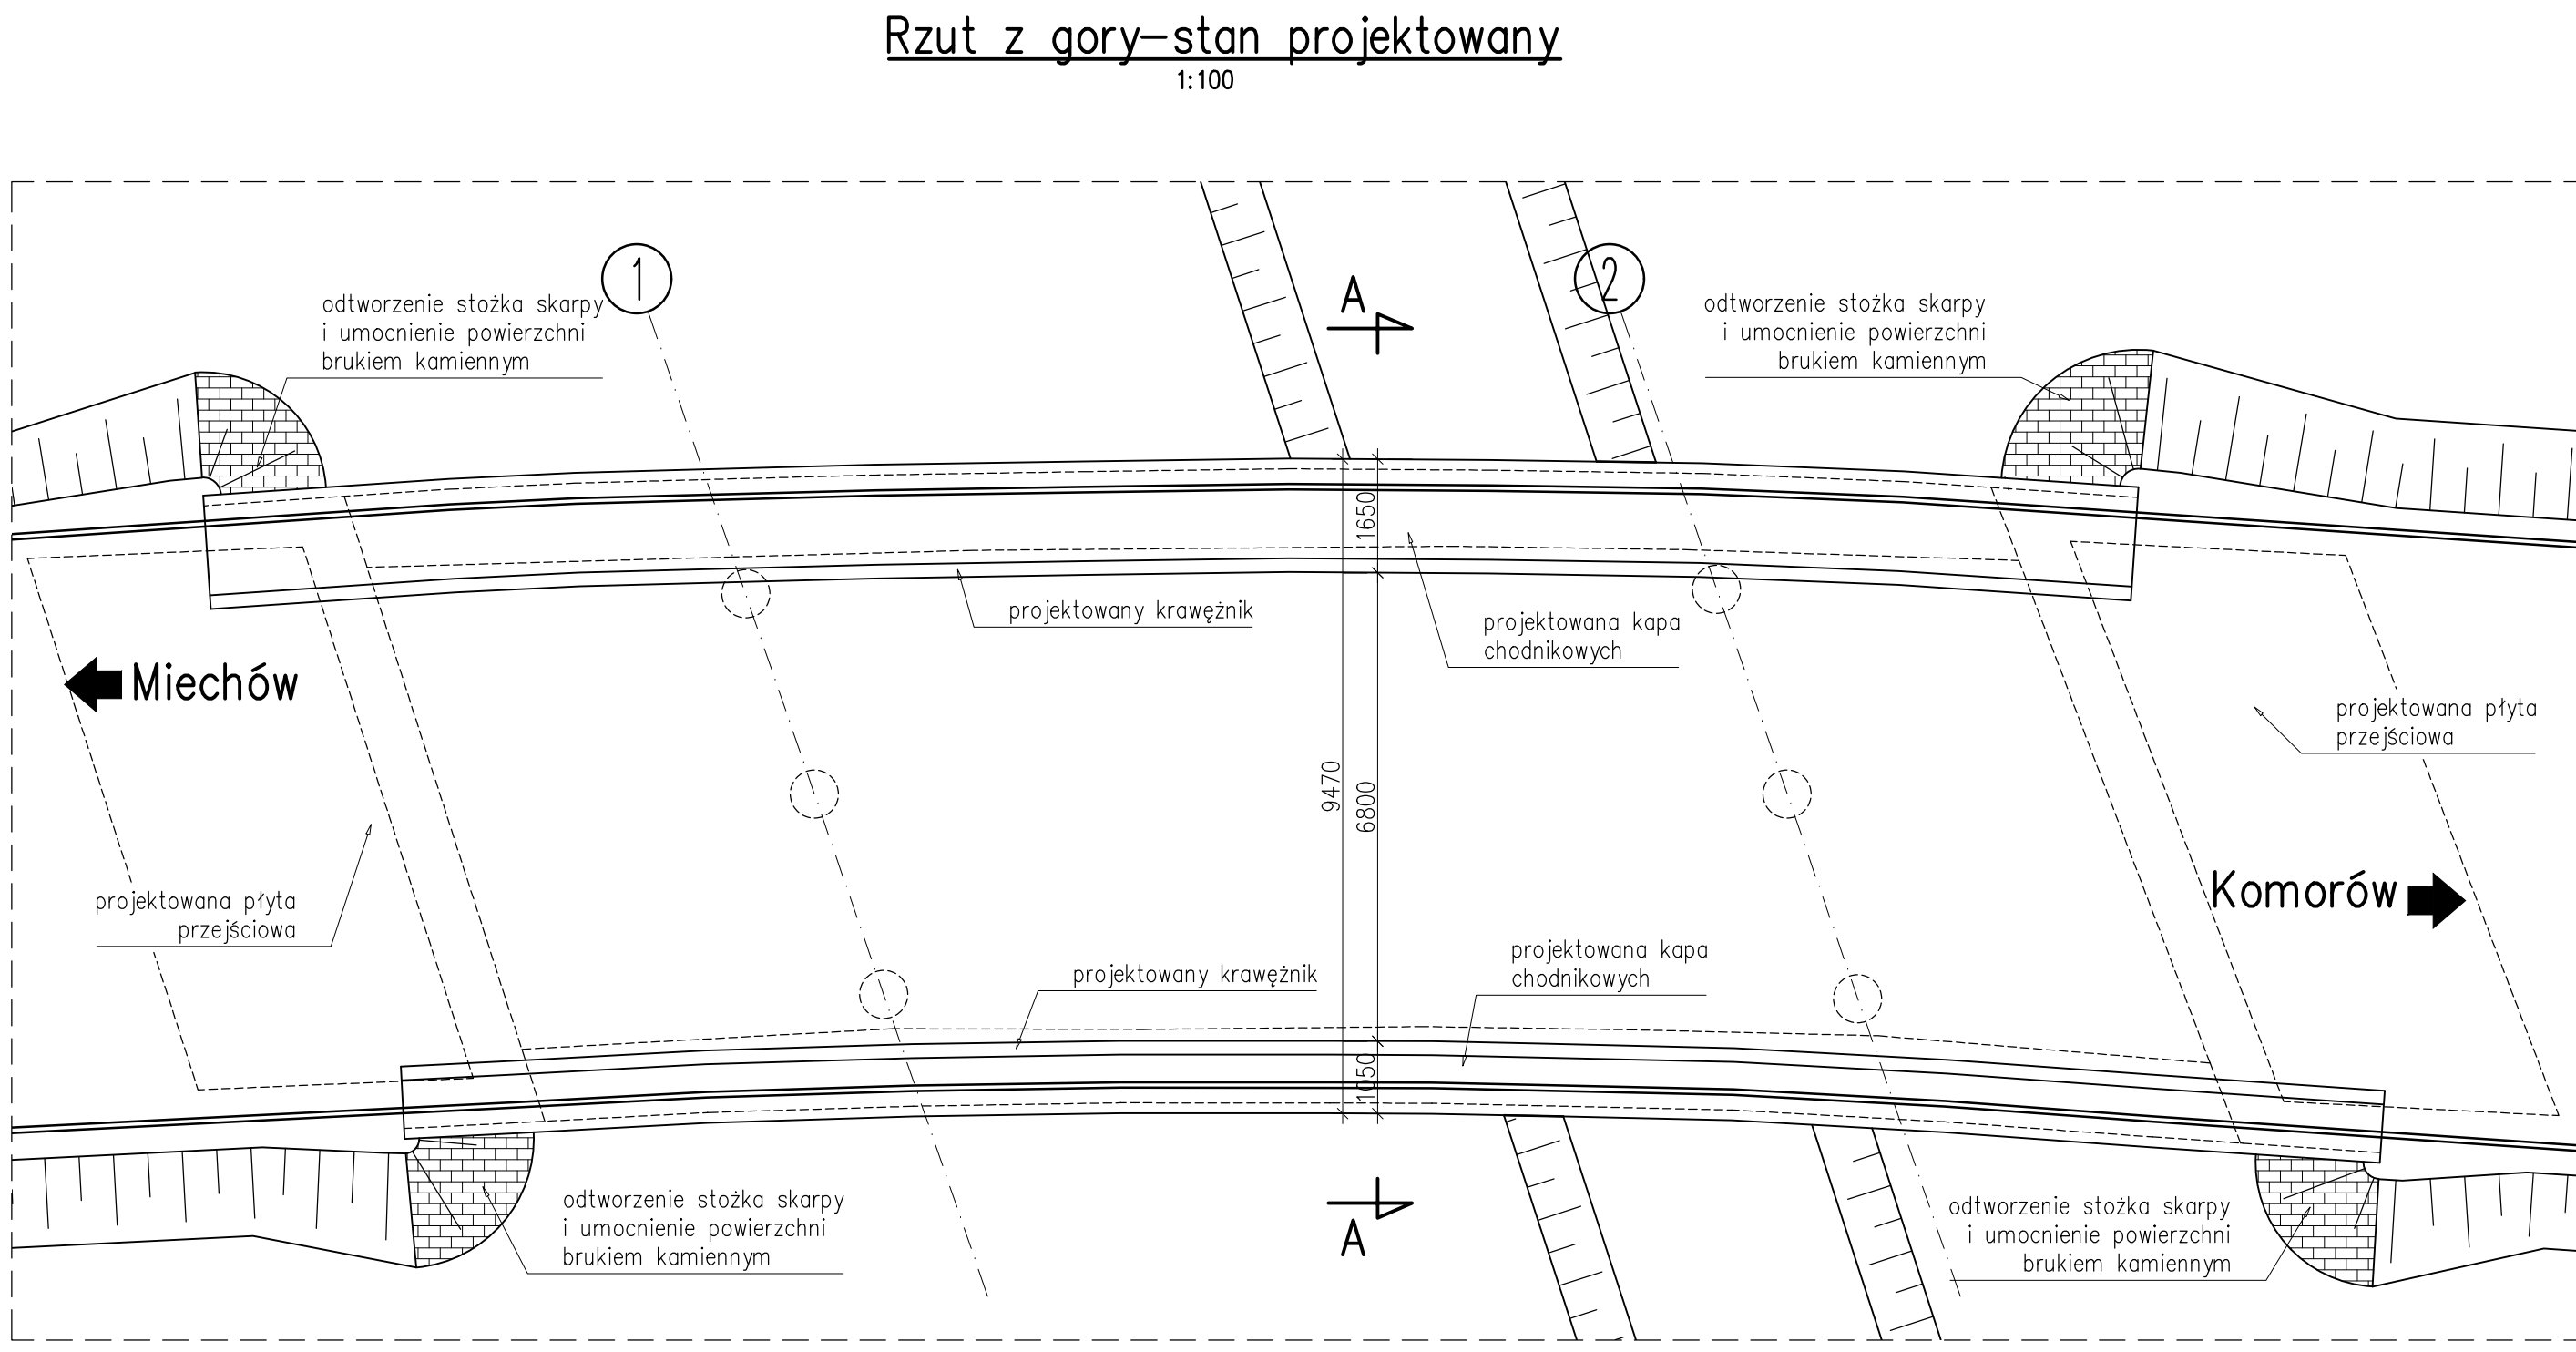 Rzut z gory-stan projektowany
1:100
1
2
A
odtworzenie stożka skarpy
i umocnienie powierzchni
brukiem kamiennym
odtworzenie stożka skarpy
i umocnienie powierzchni
brukiem kamiennym
1650
projektowany krawężnik
projektowana kapa
chodnikowych
Miechów
projektowana płyta
przejściowa
9470
6800
Komorów
projektowana płyta
przejściowa
projektowany krawężnik
projektowana kapa
chodnikowych
1050
odtworzenie stożka skarpy
i umocnienie powierzchni
brukiem kamiennym
A
odtworzenie stożka skarpy
i umocnienie powierzchni
brukiem kamiennym